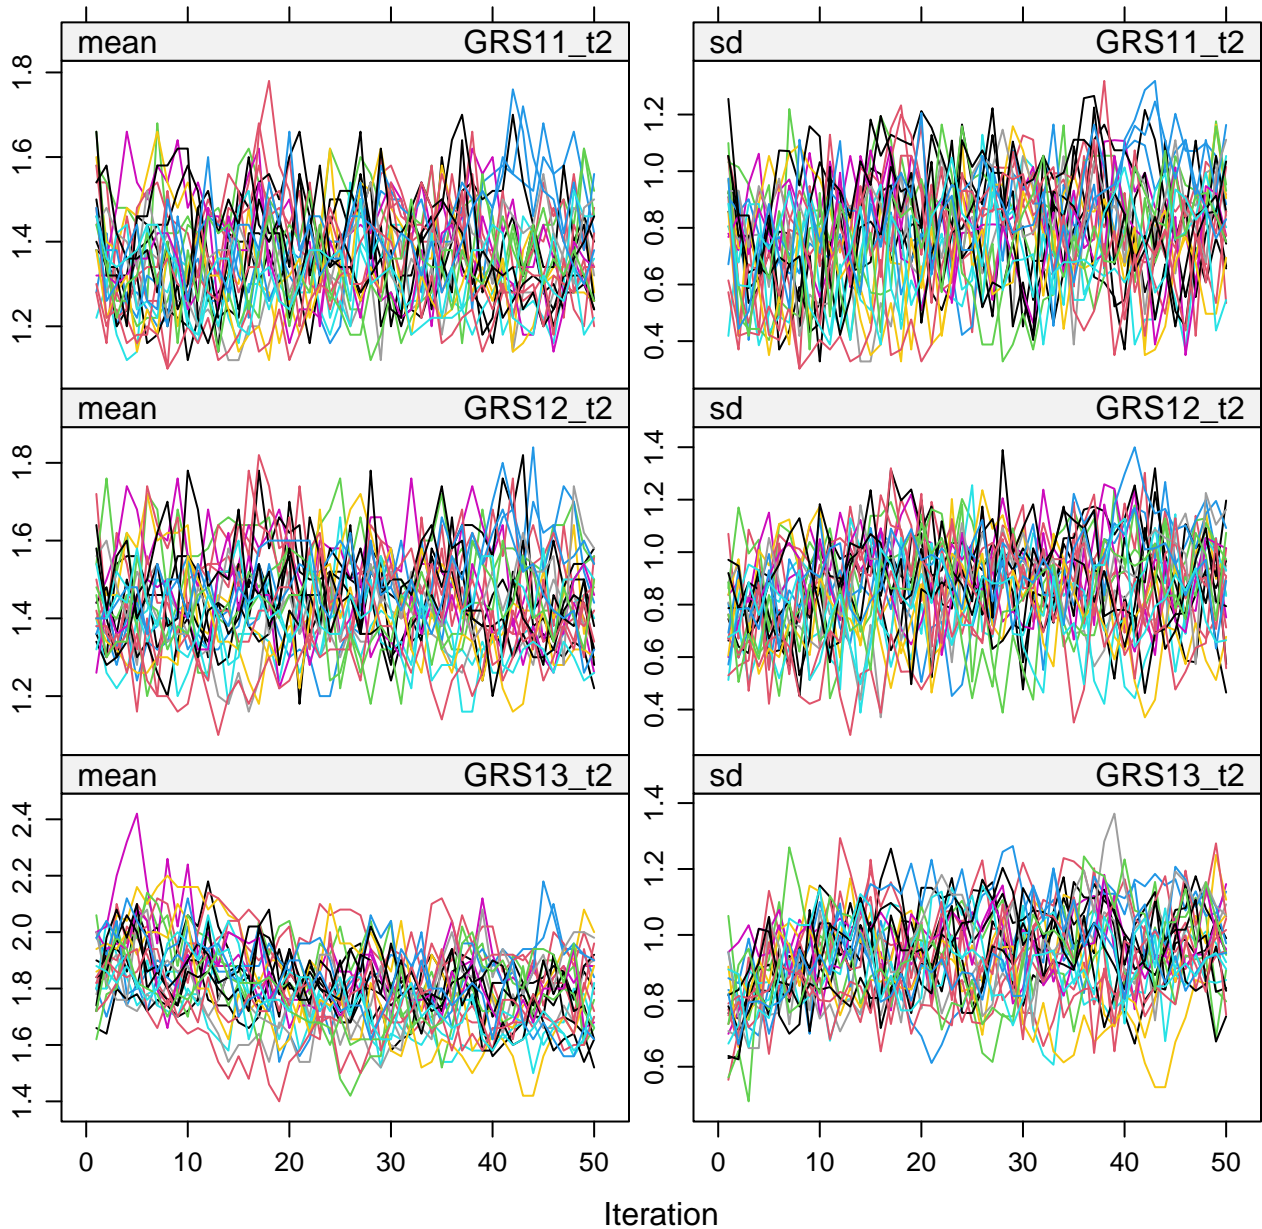 mean GRS11_t2 sd GRS11_t2
1.2 1.4 1.6 1.8
0.4 0.6 0.8 1.0 1.2
mean GRS12_t2 sd GRS12_t2
1.2 1.4 1.6 1.8
0.4 0.6 0.8 1.0 1.2 1.4
mean GRS13_t2 sd GRS13_t2
1.4 1.6 1.8 2.0 2.2 2.4
0.6 0.8 1.0 1.2 1.4
0 10 20 30 40 50 0 10 20 30 40 50
Iteration